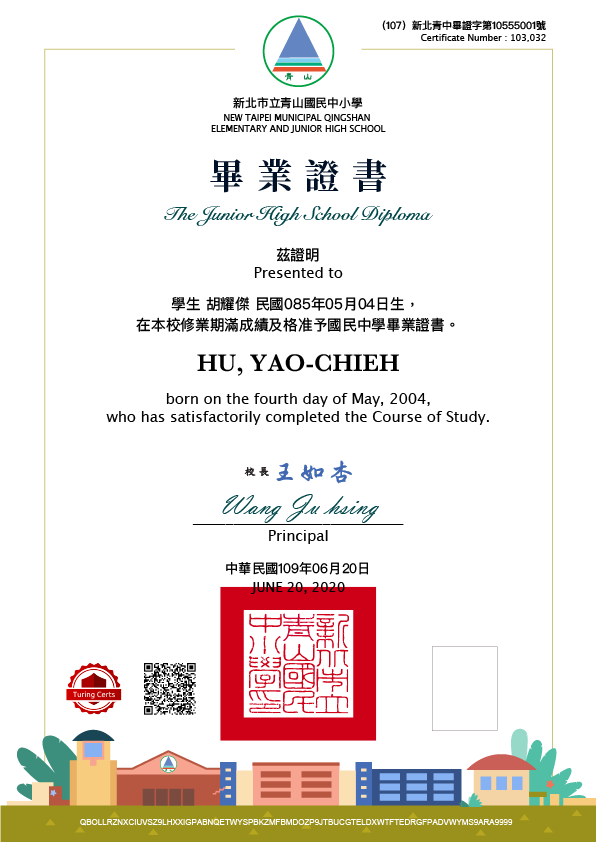 (107) 新北青中畢證字第10555001號
Certificate Number : 103,032
青 山
新北市立青山國民中小學
NEW TAIPEI MUNICIPAL QINGSHAN
ELEMENTARY AND JUNIOR HIGH SCHOOL
畢業證書
The Junior High School Diploma
茲證明
Presented to
學生 胡耀傑 民國085年05月04日生，
在本校修業期滿成績及格准予國民中學畢業證書。
HU, YAO-CHIEH
born on the fourth day of May, 2004,
who has satisfactorily completed the Course of Study.
校長 王如杏
Wang Ju hsing
Principal
中華民國109年06月20日
JUNE 20, 2020
新北市立
青山國民
中小學印
Turing Certs
QBOLLRZNXCIUVSZ9LHXXIGPABNQETWYSPBKZMFBMDOZP9JTBUCGTELDXWTFTEDRGFPADVWYMS9ARA9999